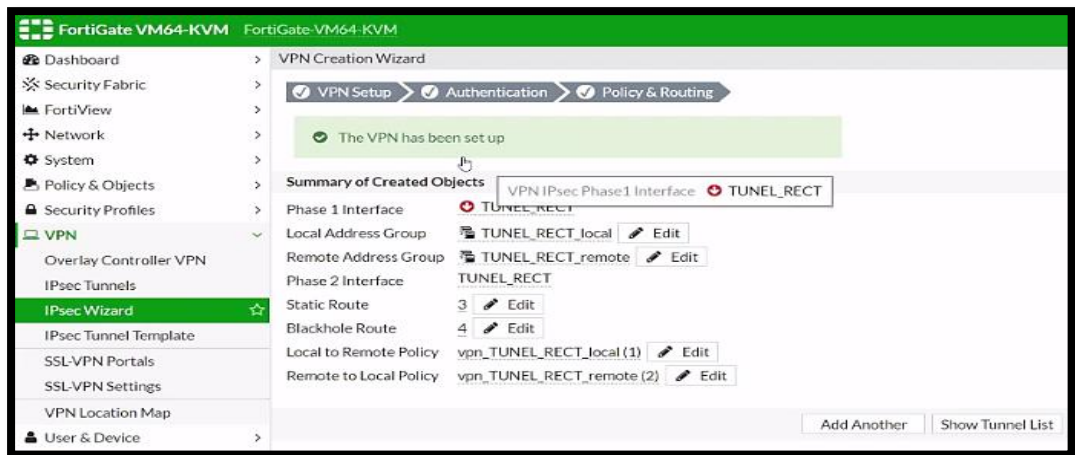 FortiGate VM64-KVM FortiGate-VM64-KVM
Dashboard
Security Fabric
FortiView
Network
System
Policy & Objects
Security Profiles
VPN
Overlay Controller VPN
IPsec Tunnels
IPsec Wizard
IPsec Tunnel Template
SSL-VPN Portals
SSL-VPN Settings
VPN Location Map
User & Device
VPN Creation Wizard
VPN Setup Authentication Policy & Routing
The VPN has been set up
Summary of Created Objects
VPN IPsec Phase1 Interface TUNEL_RECT
Phase 1 Interface TUNEL_RECT
Local Address Group TUNEL_RECT_local Edit
Remote Address Group TUNEL_RECT_remote Edit
Phase 2 Interface TUNEL_RECT
Static Route 3 Edit
Blackhole Route 4 Edit
Local to Remote Policy vpn_TUNEL_RECT_local (1) Edit
Remote to Local Policy vpn_TUNEL_RECT_remote (2) Edit
Add Another Show Tunnel List